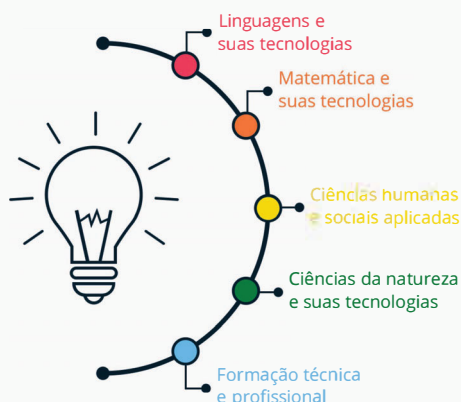 Linguagens e
suas tecnologias
Matemática e
suas tecnologias
Ciências humanas
e sociais aplicadas
Ciências da natureza
e suas tecnologias
Formação técnica
e profissional